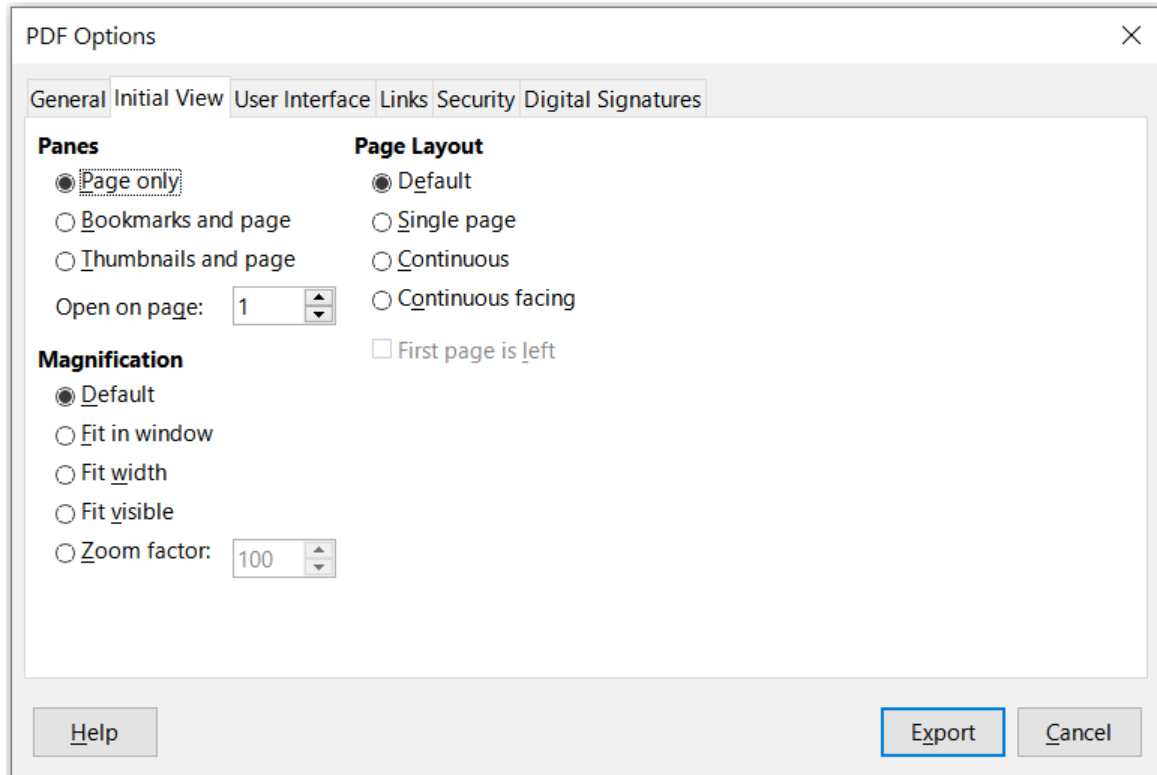 PDF Options
General Initial View User Interface Links Security Digital Signatures
Panes
Page only
Bookmarks and page
Thumbnails and page
Open on page: 1
Magnification
Default
Fit in window
Fit width
Fit visible
Zoom factor: 100
Page Layout
Default
Single page
Continuous
Continuous facing
First page is left
Help
Export
Cancel